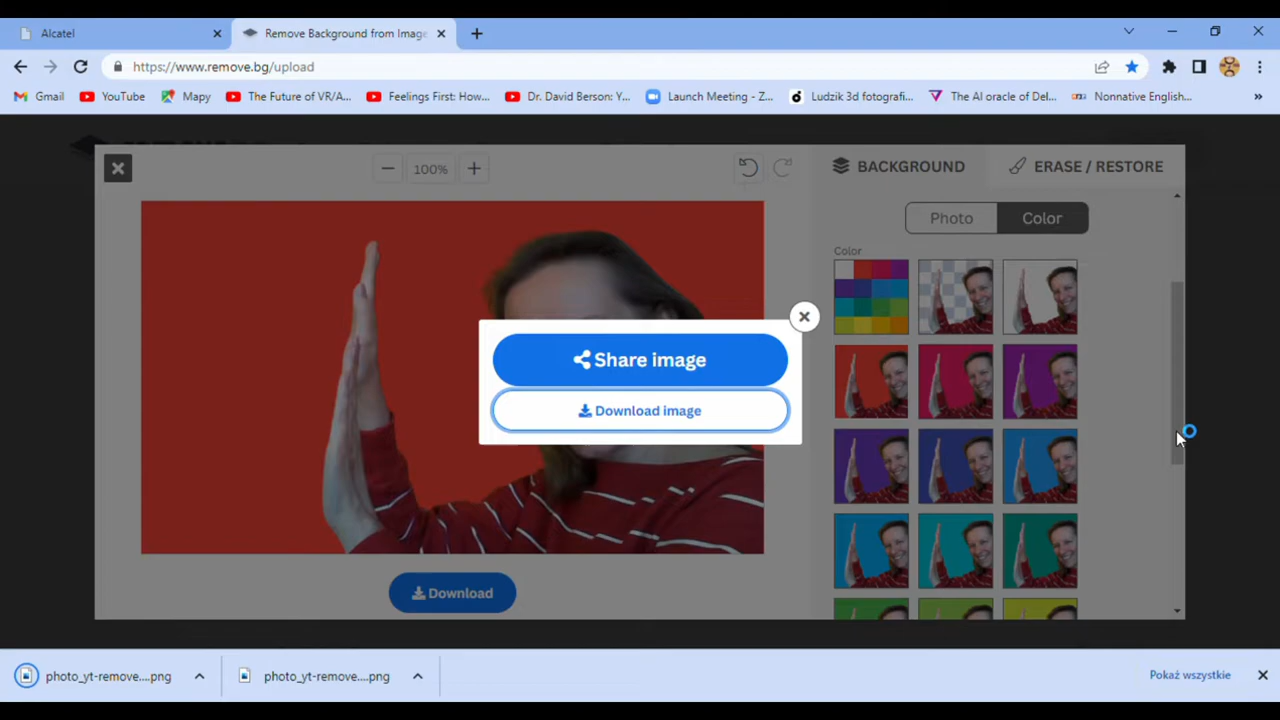 Alcatel
Remove Background from Image
https://www.remove.bg/upload
Gmail
YouTube
Mapy
The Future of VR/A...
Feelings First: How...
Dr. David Berson: Y...
Launch Meeting - Z...
Ludzik 3d fotografi...
The AI oracle of Del...
Nonnative English...
»
100%
BACKGROUND
ERASE / RESTORE
Photo
Color
Color
Share image
Download image
Download
photo_yt-remove....png
photo_yt-remove....png
Pokaż wszystkie